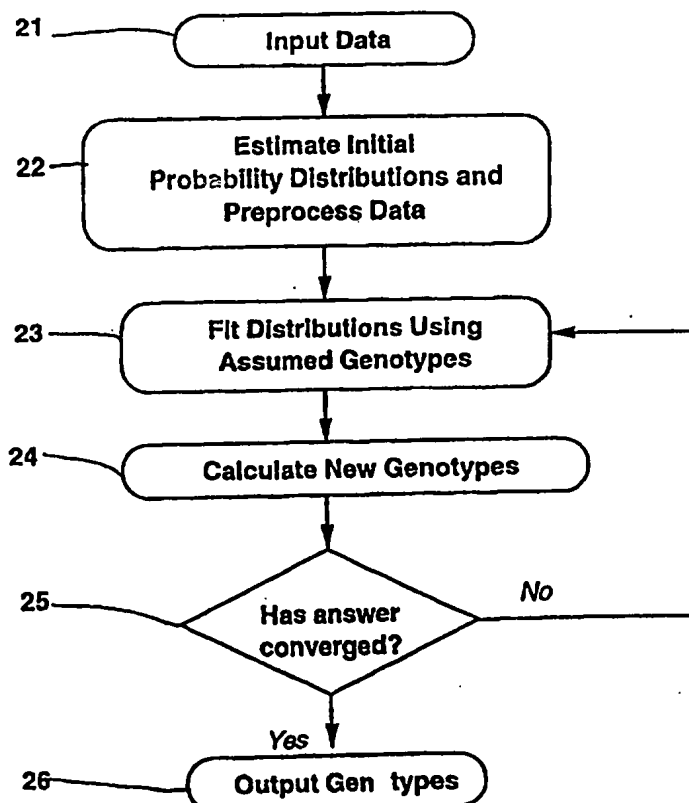 21
Input Data
22
Estimate Initial
Probability Distributions and
Preprocess Data
23
Fit Distributions Using
Assumed Genotypes
24
Calculate New Genotypes
25
Has answer
converged?
No
Yes
26
Output Gen types